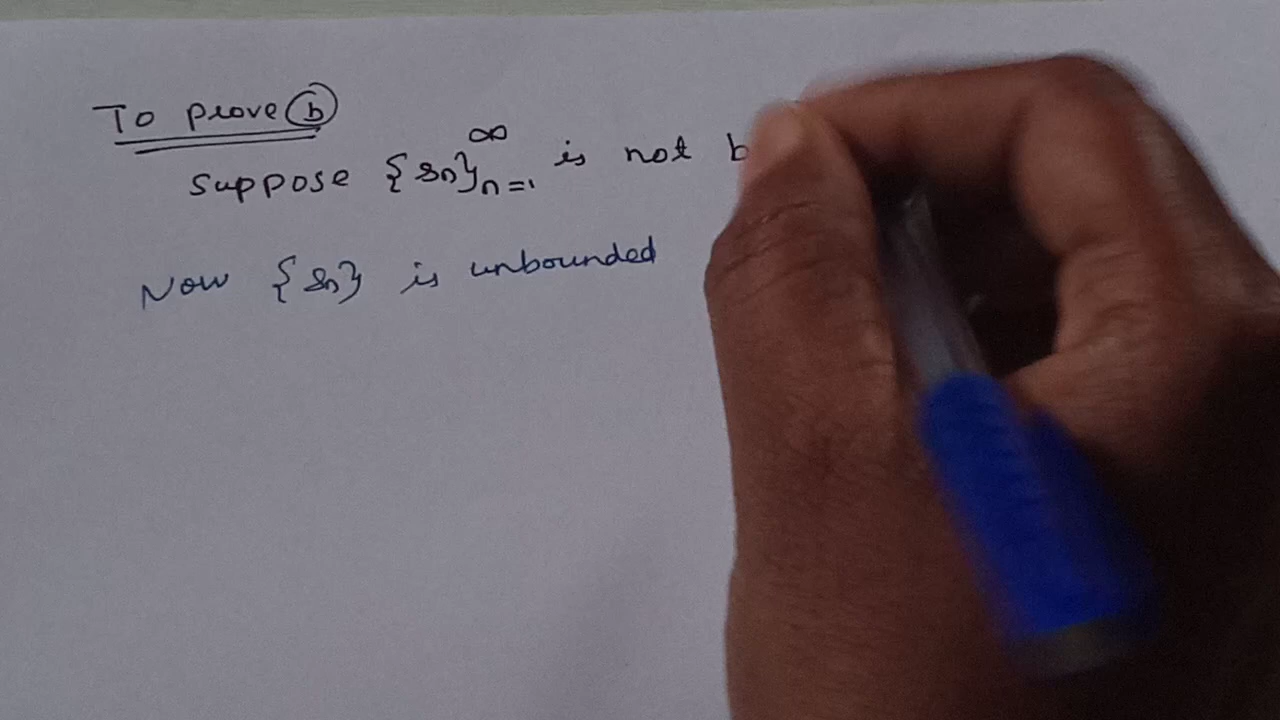 To prove (b)
Suppose {sn}∞n=1 is not
Now {sn} is unbounded